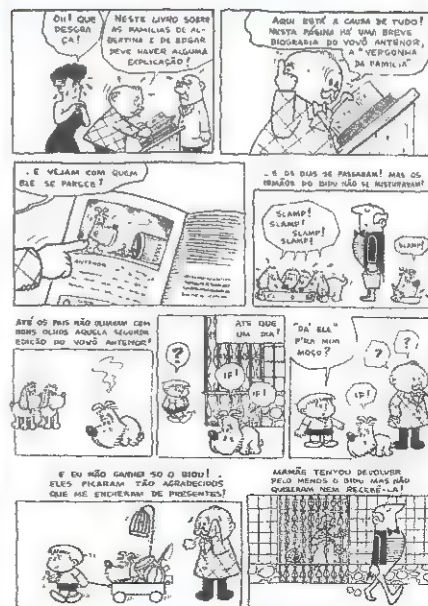 OH! QUE
DESGRA
ÇA!
NESTE LIVRO SOBRE
AS FAMÍLIAS DE AL-
BERTINA E DE EDGAR
DEVE HAVER ALGUMA
EXPLICAÇÃO!
AQUI ESTÁ A CAUSA DE TUDO!
NESTA PÁGINA HÁ UMA BREVE
BIOGRAFIA DO VOVÔ ANTENOR,
A "VERGONHA
DA FAMÍLIA"
.. E VEJAM COM QUEM
ELE SE PARECE!
ANTENOR
... E OS DIAS SE PASSARAM! MAS OS
IRMÃOS DO BIDU NÃO SE MISTURAVAM!
SLAMP!
SLAMP!
SLAMP!
SLAMP!
SLAMP!
ATÉ OS PAIS NÃO OLHAVAM COM
BONS OLHOS AQUELA SEGUNDA
EDIÇÃO DO VOVÔ ANTENOR!
?
ATÉ QUE
UM DIA!
IF!
IF!
"DÁ ELE"
P'RA MIM
MOÇO?
IF!
?
?
E EU NÃO GANHEI SÓ O BIDU!
ELES FICARAM TÃO AGRADECIDOS
QUE ME ENCHERAM DE PRESENTES!
MAMÃE TENTOU DEVOLVER
PELO MENOS O BIDU MAS NÃO
QUISERAM NEM RECEBÊ-LA!